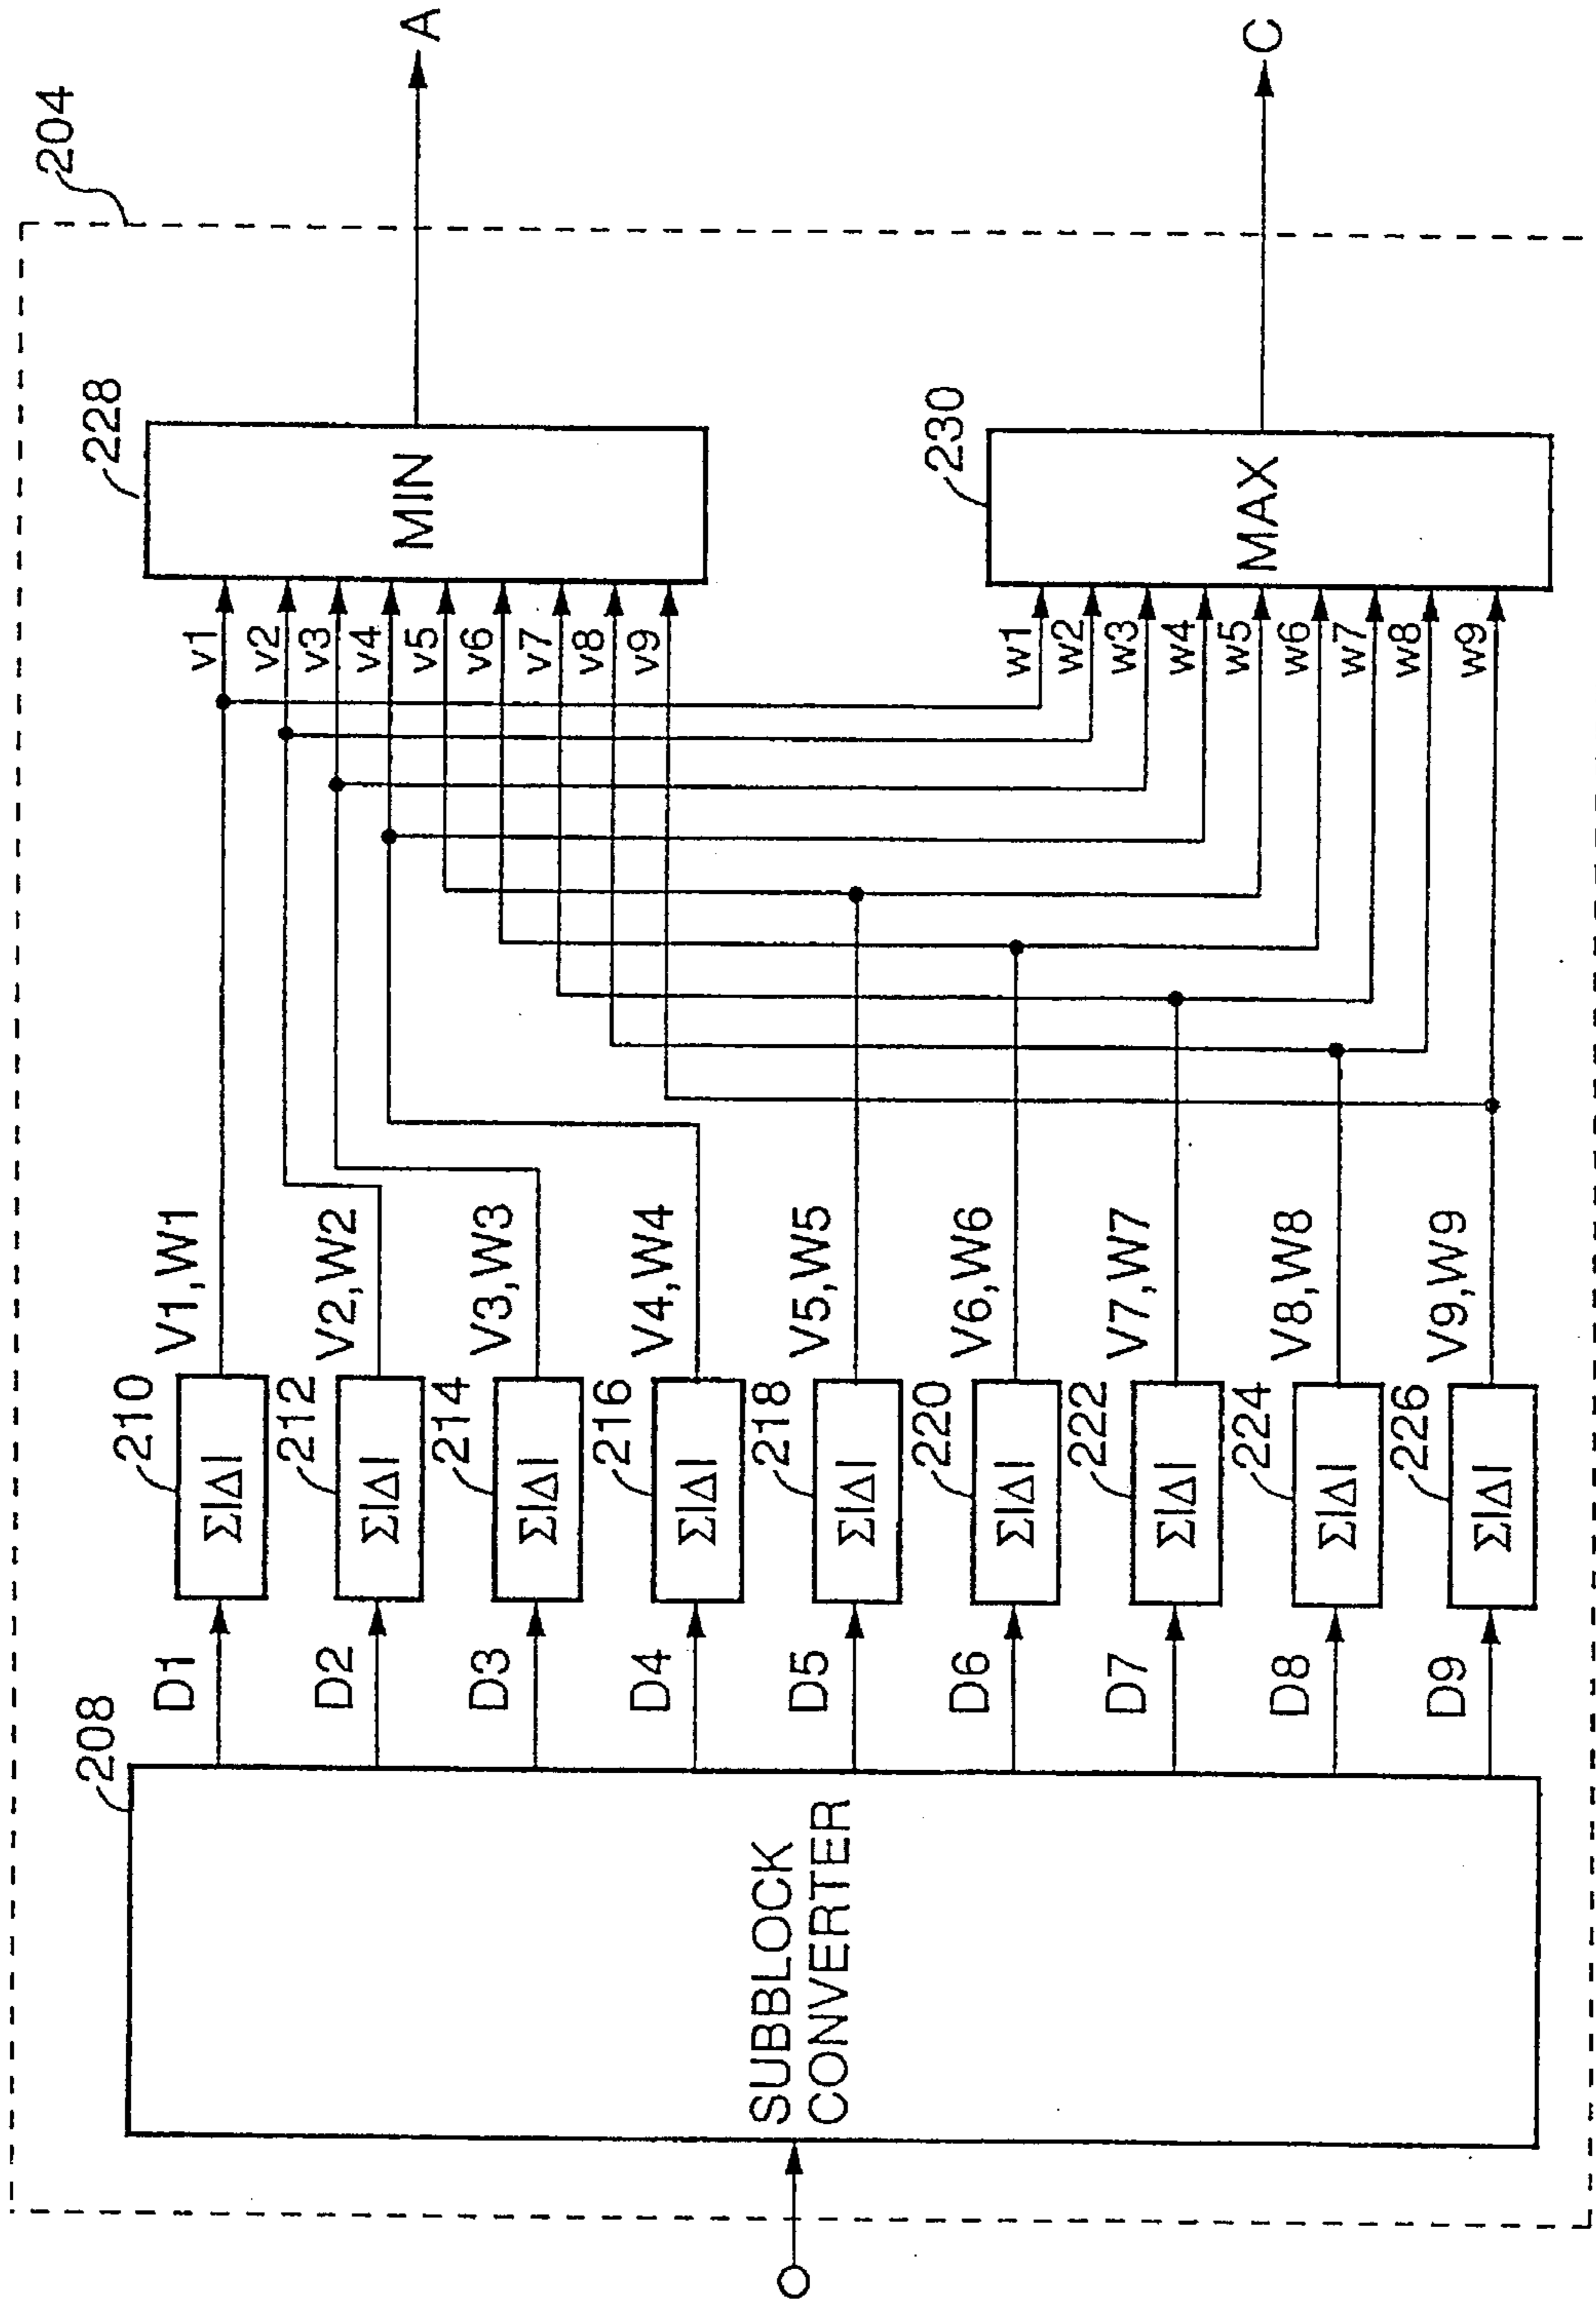 204
208
SUBBLOCK
CONVERTER
D1
D2
D3
D4
D5
D6
D7
D8
D9
210
Σ|Δ|
212
Σ|Δ|
214
Σ|Δ|
216
Σ|Δ|
218
Σ|Δ|
220
Σ|Δ|
222
Σ|Δ|
224
Σ|Δ|
226
Σ|Δ|
V1,W1
V2,W2
V3,W3
V4,W4
V5,W5
V6,W6
V7,W7
V8,W8
V9,W9
v1
v2
v3
v4
v5
v6
v7
v8
v9
228
MIN
A
w1
w2
w3
w4
w5
w6
w7
w8
w9
230
MAX
C